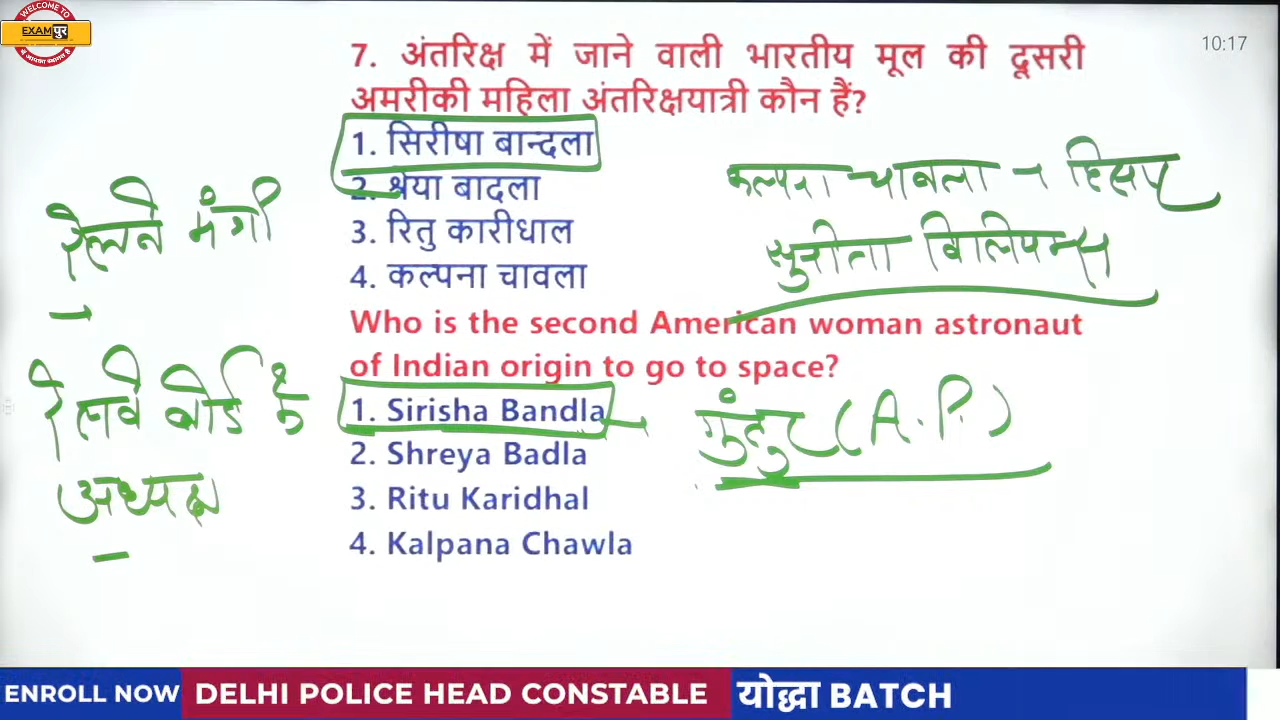 WELCOME TO
EXAMपुर
10:17
7. अंतरिक्ष में जाने वाली भारतीय मूल की दूसरी
अमरीकी महिला अंतरिक्षयात्री कौन हैं?
1. सिरीषा बान्दला
2. श्रेया बादला
3. रितु कारीधाल
4. कल्पना चावला
कल्पना चावला → हिसार
सुनीता विलियम्स
Who is the second American woman astronaut
of Indian origin to go to space?
1. Sirisha Bandla
2. Shreya Badla
3. Ritu Karidhal
4. Kalpana Chawla
गुंटुर (A.P.)
रेलवे मंत्री
रेलवे बोर्ड के
अध्यक्ष
ENROLL NOW DELHI POLICE HEAD CONSTABLE योद्धा BATCH